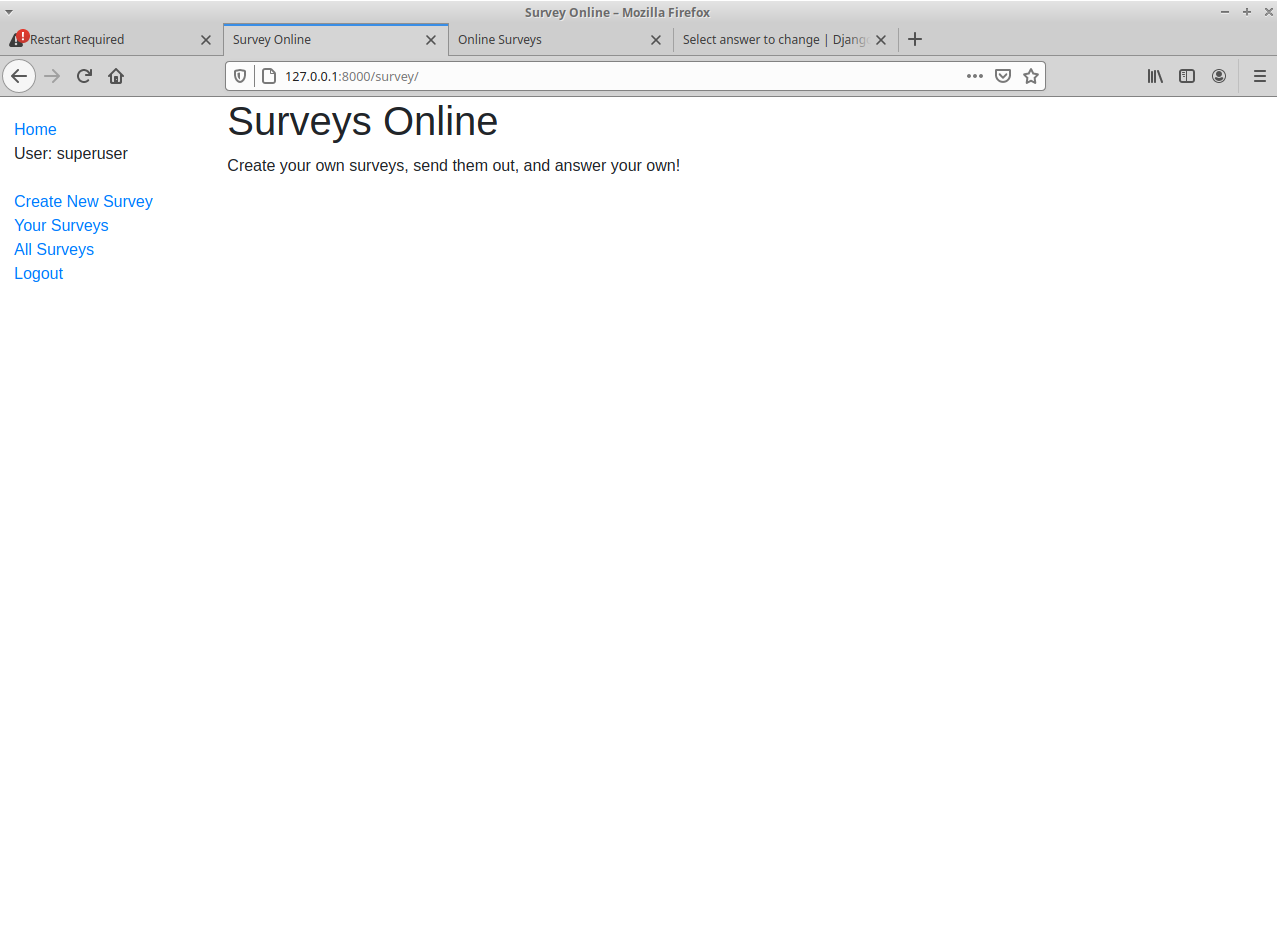 Survey Online – Mozilla Firefox
Restart Required
Survey Online
Online Surveys
Select answer to change | Djang
127.0.0.1:8000/survey/
Home
User: superuser
Create New Survey
Your Surveys
All Surveys
Logout
Surveys Online
Create your own surveys, send them out, and answer your own!